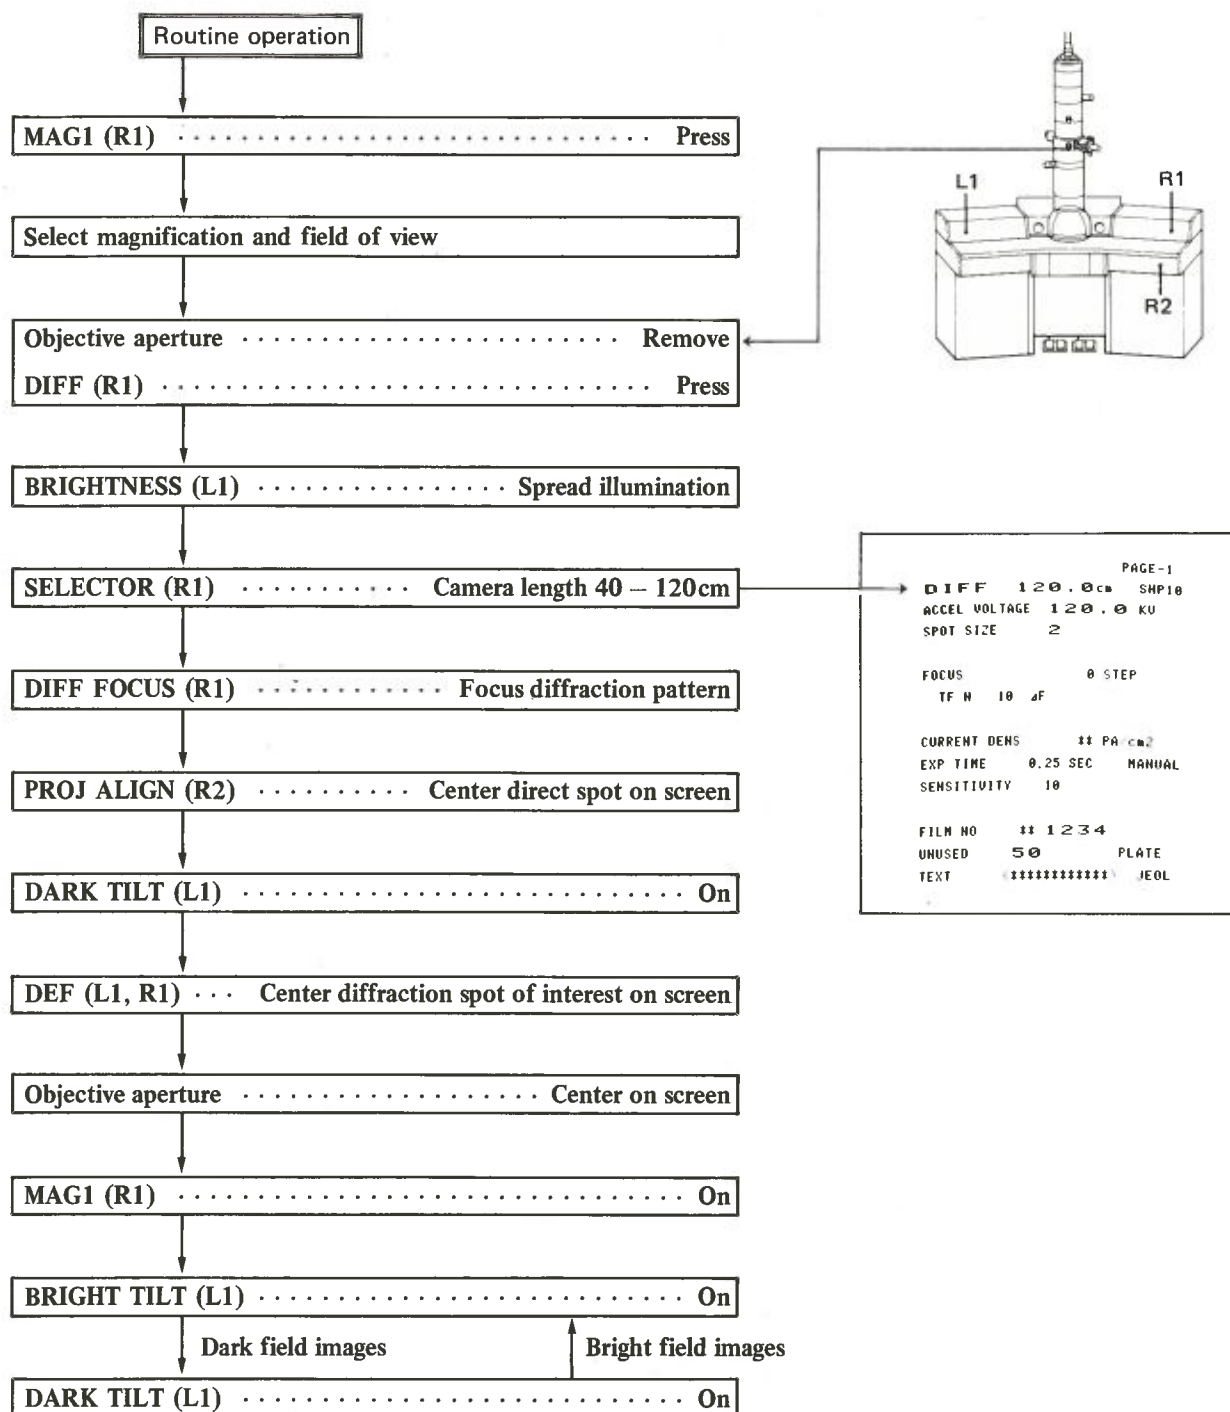 Routine operation
MAG1 (R1) · · · · · · · · · · · · · · · · · · · · · · · · · · · · · · Press
Select magnification and field of view
Objective aperture · · · · · · · · · · · · · · · · · · · · · · · · Remove
DIFF (R1) · · · · · · · · · · · · · · · · · · · · · · · · · · · · · · · Press
BRIGHTNESS (L1) · · · · · · · · · · · · · · · · Spread illumination
SELECTOR (R1) · · · · · · · · · · · Camera length 40 – 120cm
DIFF FOCUS (R1) · · · · · · · · · · · · Focus diffraction pattern
PROJ ALIGN (R2) · · · · · · · · · · Center direct spot on screen
DARK TILT (L1) · · · · · · · · · · · · · · · · · · · · · · · · · · · · On
DEF (L1, R1) · · · Center diffraction spot of interest on screen
Objective aperture · · · · · · · · · · · · · · · · · · · Center on screen
MAG1 (R1) · · · · · · · · · · · · · · · · · · · · · · · · · · · · · · · · On
BRIGHT TILT (L1) · · · · · · · · · · · · · · · · · · · · · · · · · · · On
Dark field images
Bright field images
DARK TILT (L1) · · · · · · · · · · · · · · · · · · · · · · · · · · · · On
L1
R1
R2
PAGE-1
DIFF 120.0cm SHP10
ACCEL VOLTAGE 120.0 KV
SPOT SIZE 2
FOCUS 0 STEP
TF N 10 ⊿F
CURRENT DENS ** PA/cm2
EXP TIME 0.25 SEC MANUAL
SENSITIVITY 10
FILM NO ** 1234
UNUSED 50 PLATE
TEXT ************ JEOL